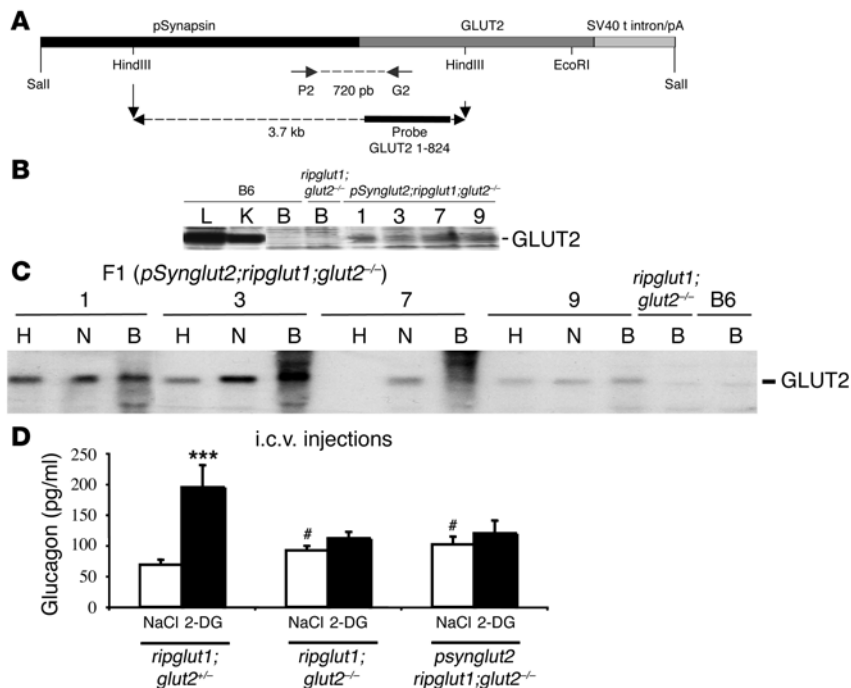 A
pSynapsin GLUT2 SV40 t intron/pA
HindIII HindIII EcoRI
SalI SalI
P2 720 pb G2
3.7 kb Probe
GLUT2 1-824
B
B6 ripglut1; glut2–/– pSynglut2;ripglut1;glut2–/–
L K B B 1 3 7 9
-GLUT2
C
F1 (pSynglut2;ripglut1;glut2–/–)
1 3 7 9 ripglut1; glut2–/– B6
H N B H N B H N B H N B B B
– GLUT2
D
i.c.v. injections
Glucagon (pg/ml)
250
200
150
100
50
0
*** # #
NaCl 2-DG NaCl 2-DG NaCl 2-DG
ripglut1; ripglut1; psynglut2
glut2+/– glut2–/– ripglut1;glut2–/–